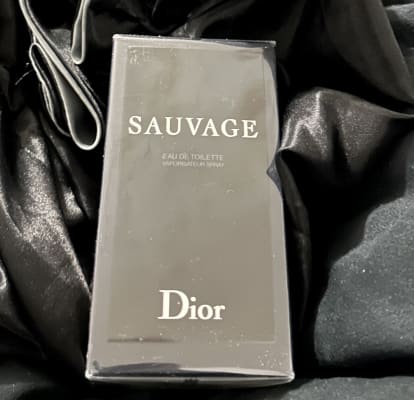 SAUVAGE
EAU DE TOILETTE
VAPORISATEUR SPRAY
Dior